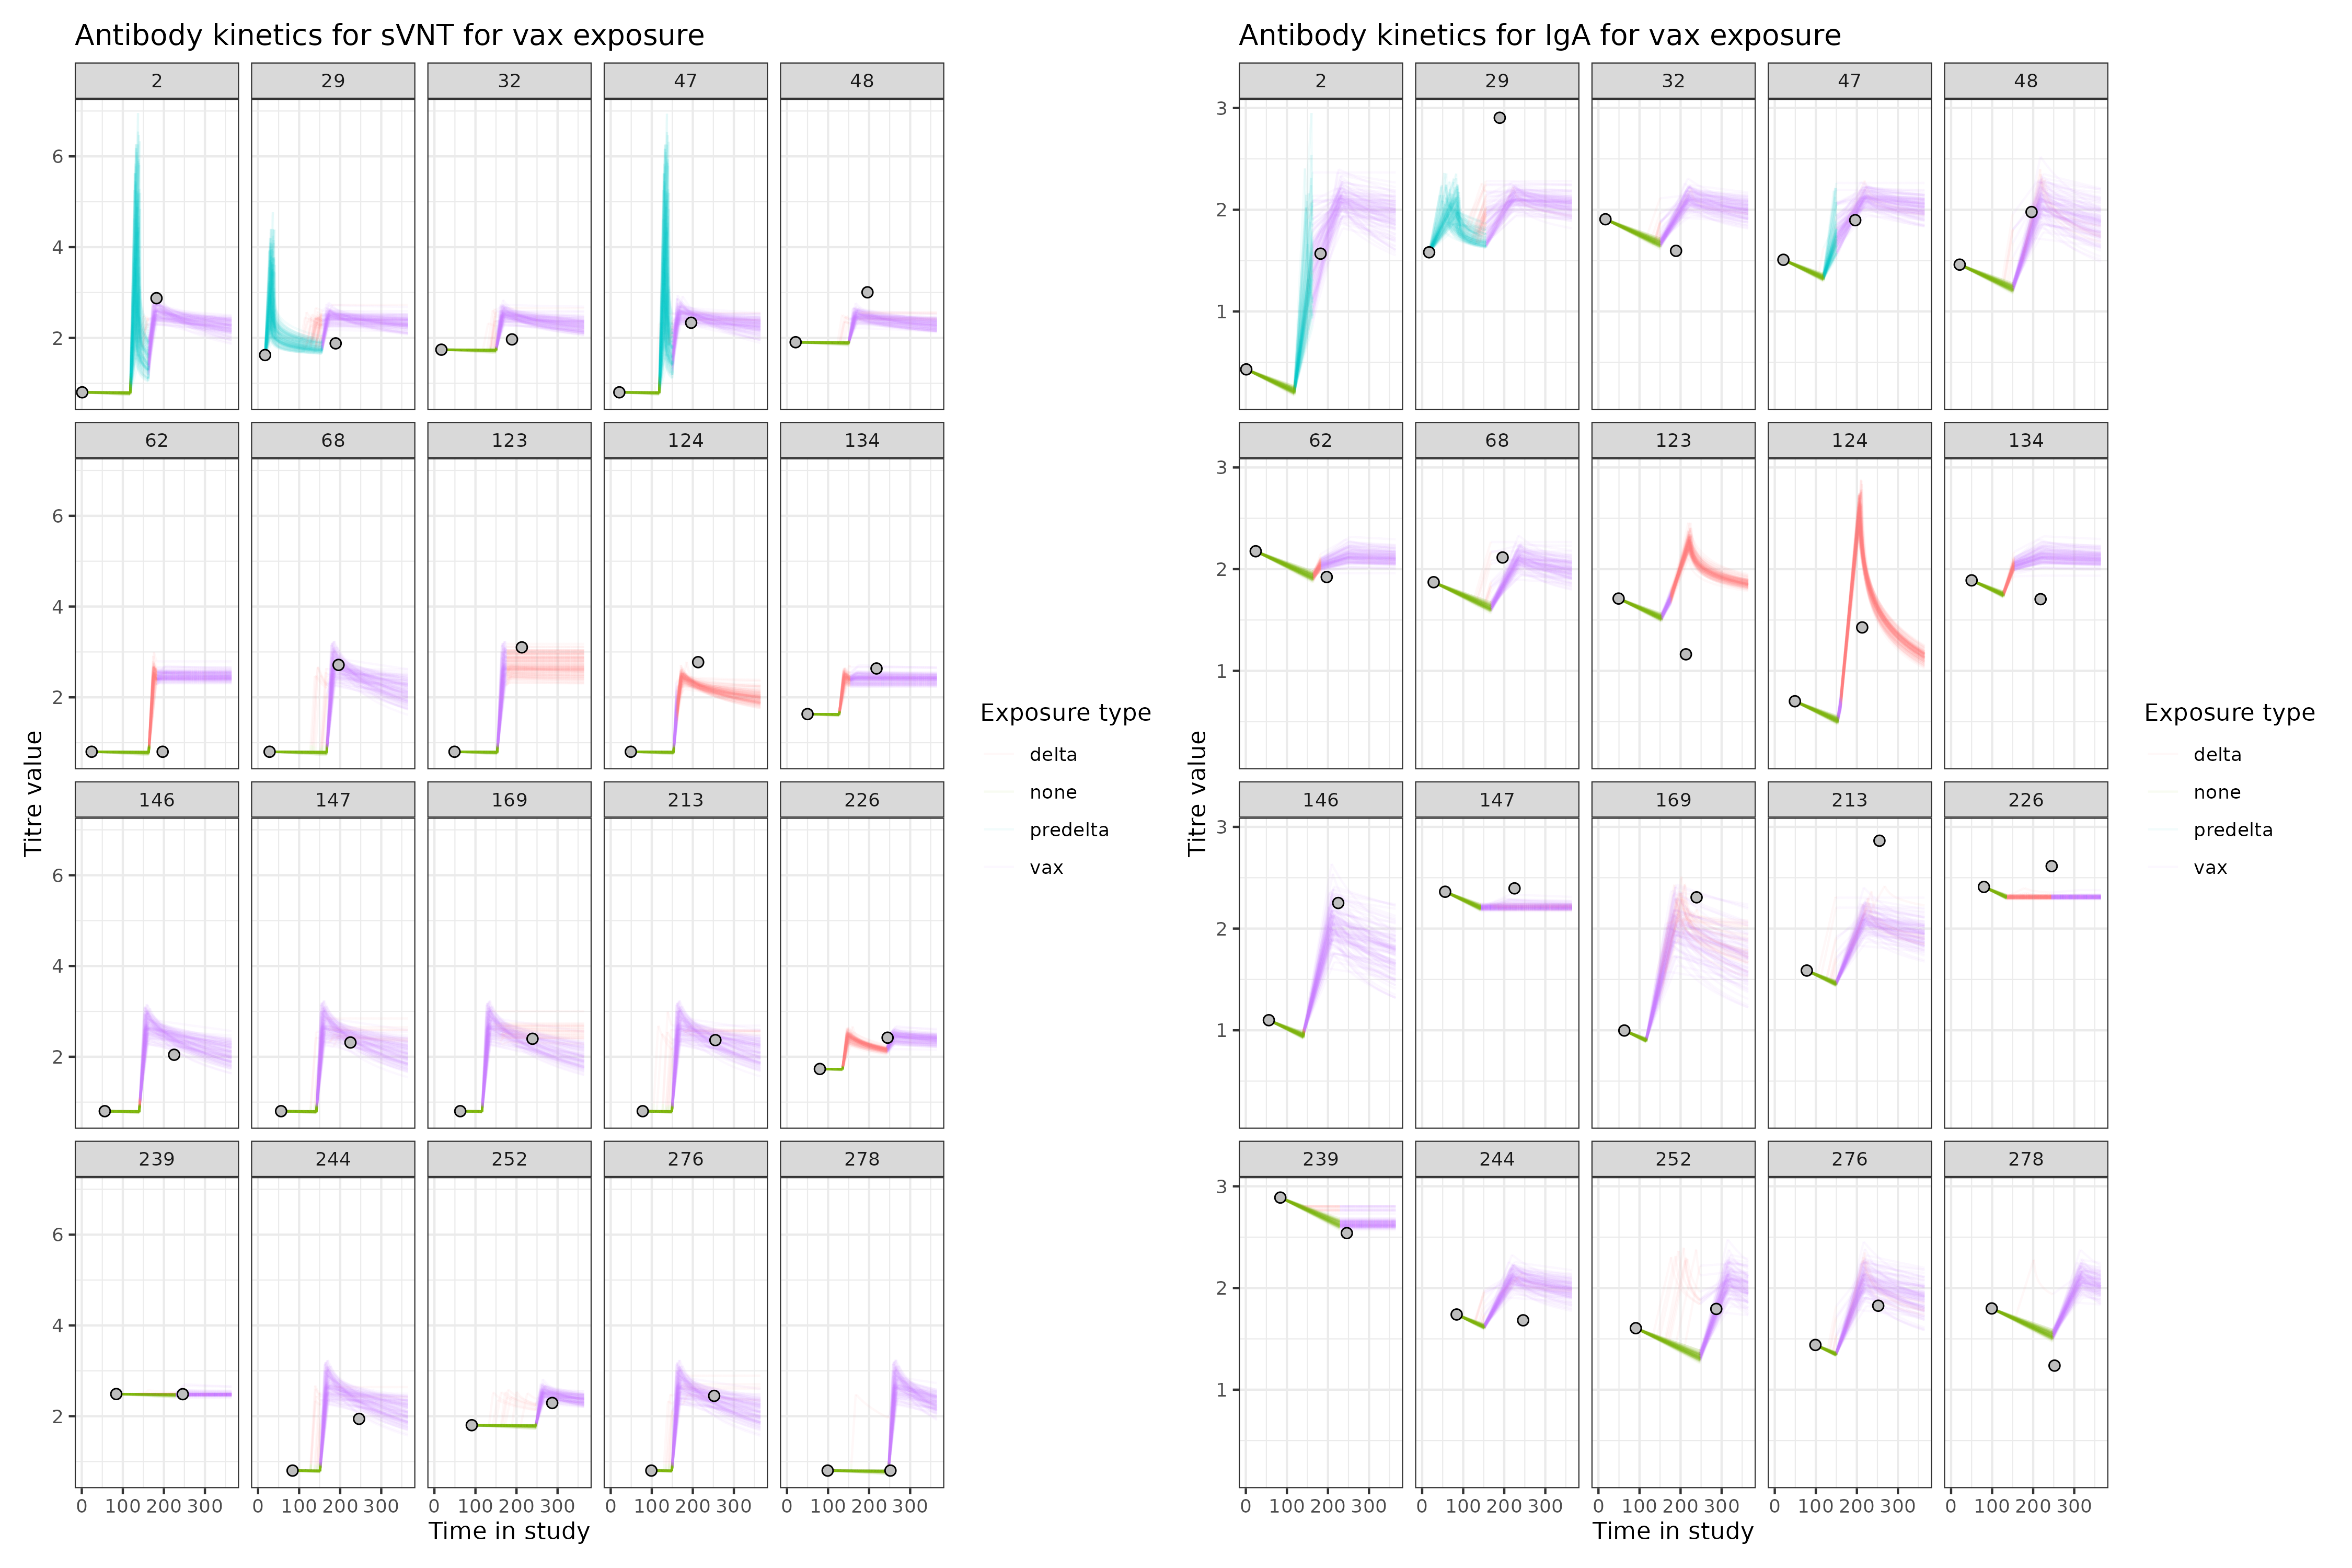 Antibody kinetics for sVNT for vax exposure
2 29 32 47 48
6
4
2
62 68 123 124 134
6
4
2
146 147 169 213 226
6
4
2
239 244 252 276 278
6
4
2
0 100 200 300 0 100 200 300 0 100 200 300 0 100 200 300 0 100 200 300
Time in study
Titre value
Exposure type
delta
none
predelta
vax
Antibody kinetics for IgA for vax exposure
2 29 32 47 48
3
2
1
62 68 123 124 134
3
2
1
146 147 169 213 226
3
2
1
239 244 252 276 278
3
2
1
0 100 200 300 0 100 200 300 0 100 200 300 0 100 200 300 0 100 200 300
Time in study
Titre value
Exposure type
delta
none
predelta
vax